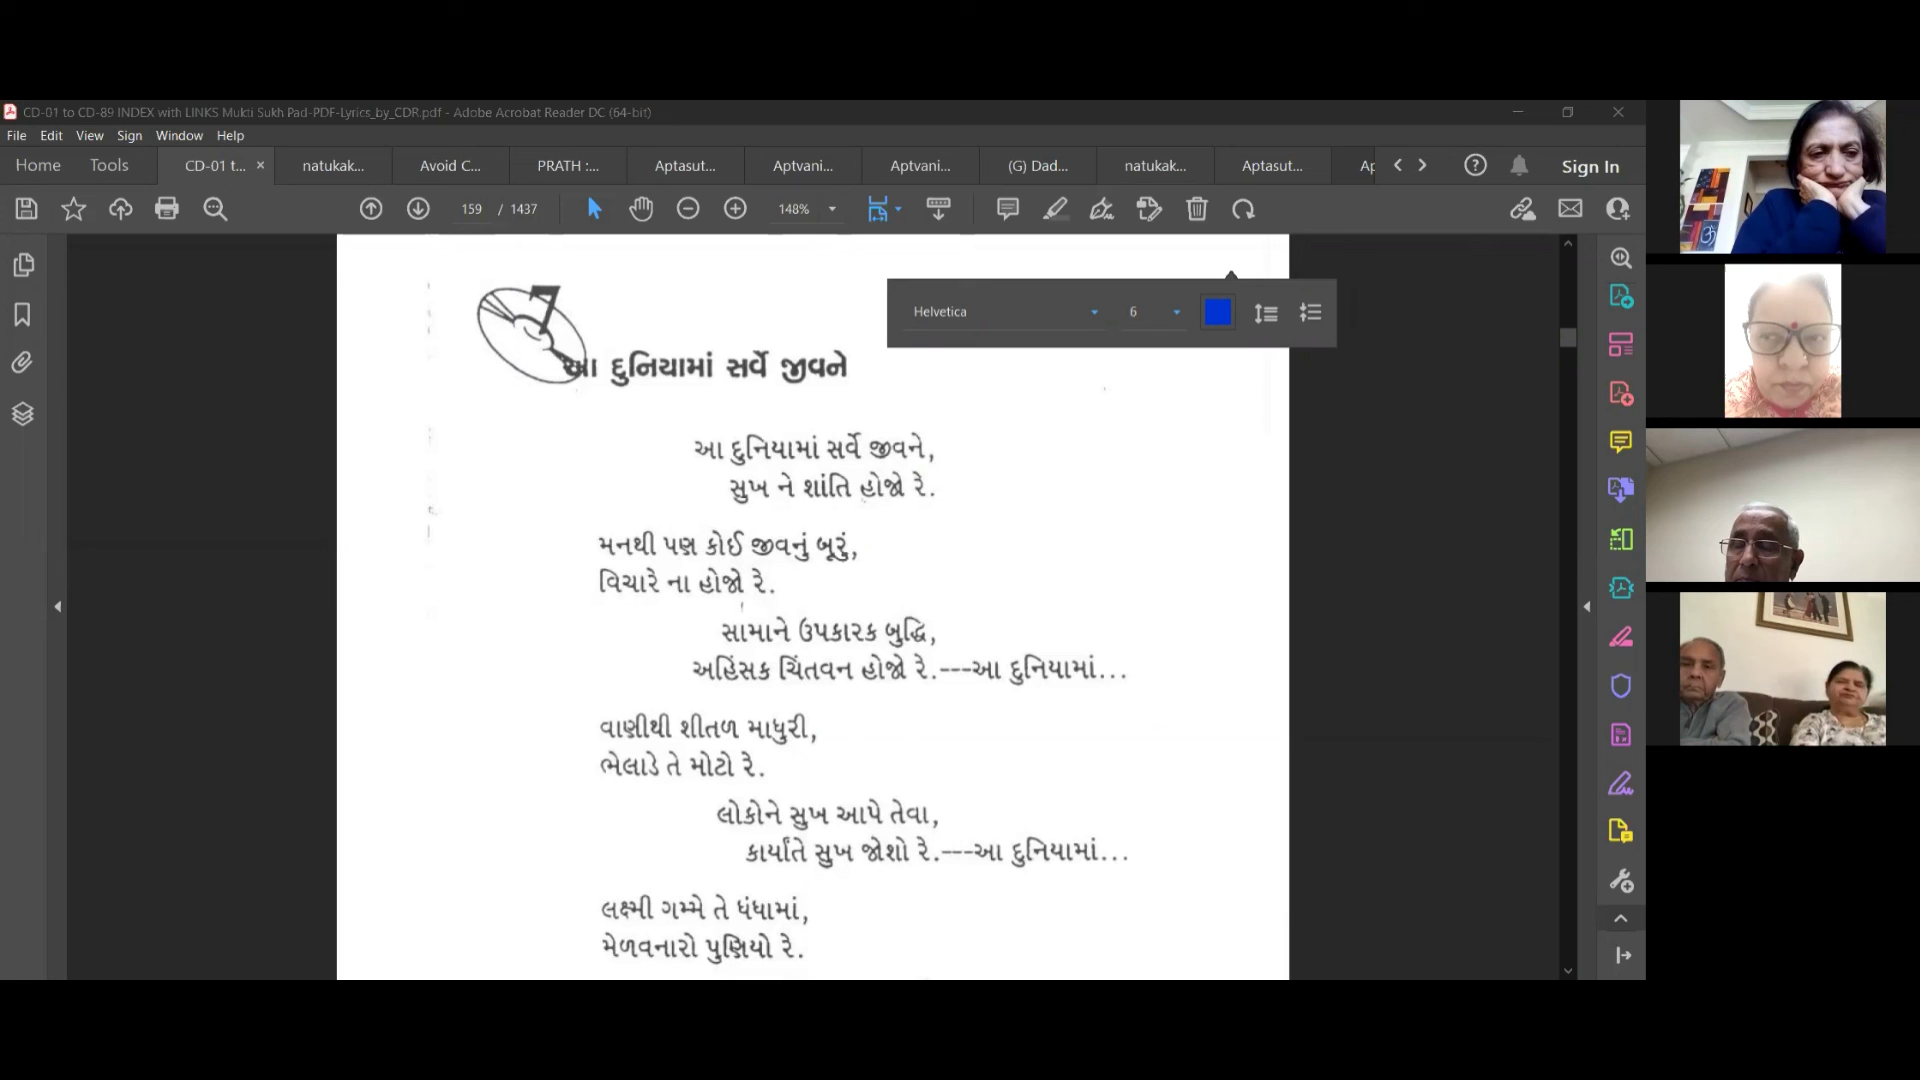 CD-01 to CD-89 INDEX with LINKS Mukti Sukh Pad-PDF-Lyrics_by_CDR.pdf - Adobe Acrobat Reader DC (64-bit)
File Edit View Sign Window Help
Home Tools CD-01 t... × natukak... Avoid C... PRATH :... Aptasut... Aptvani... Aptvani... (G) Dad... natukak... Aptasut... Ap Sign In
159 / 1437 148%
Helvetica 6
7
આ દુનિયામાં સર્વે જીવને
આ દુનિયામાં સર્વે જીવને,
સુખ ને શાંતિ હોજો રે.
મનથી પણ કોઈ જીવનું બૂરું,
વિચારે ના હોજો રે.
સામાને ઉપકારક બુદ્ધિ,
અહિંસક ચિંતવન હોજો રે.---આ દુનિયામાં...
વાણીથી શીતળ માધુરી,
ભેલાડે તે મોટો રે.
લોકોને સુખ આપે તેવા,
કાર્યાંતે સુખ જોશો રે.---આ દુનિયામાં...
લક્ષ્મી ગમ્મે તે ધંધામાં,
મેળવનારો પુણિયો રે.